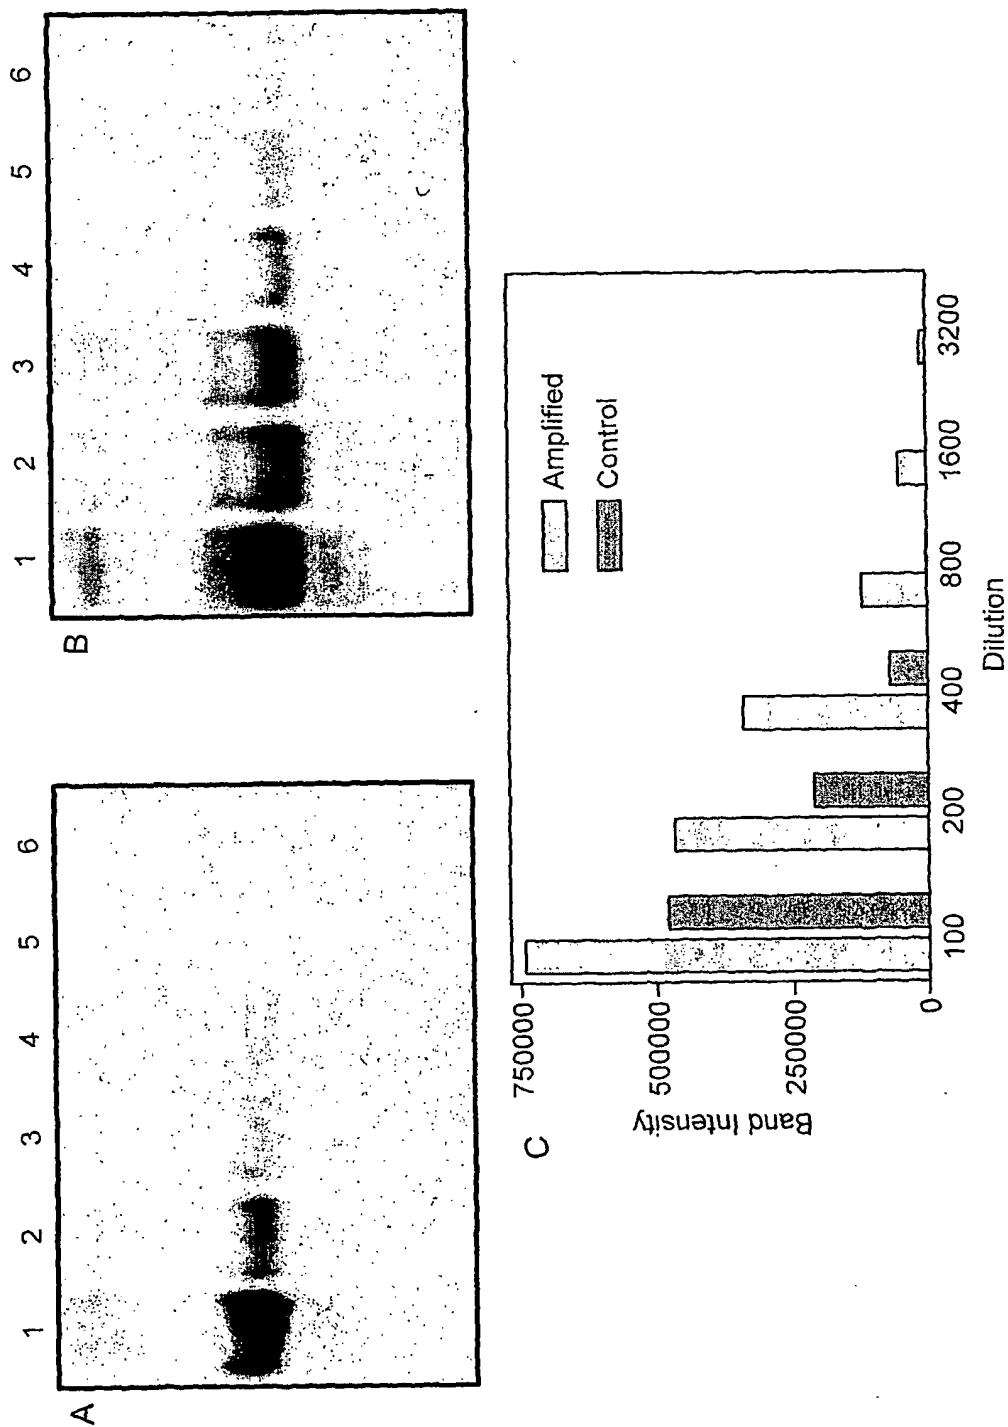 A
1 2 3 4 5 6
B
1 2 3 4 5 6
C
Band Intensity
750000
500000
250000
0
Amplified
Control
100 200 400 800 1600 3200
Dilution